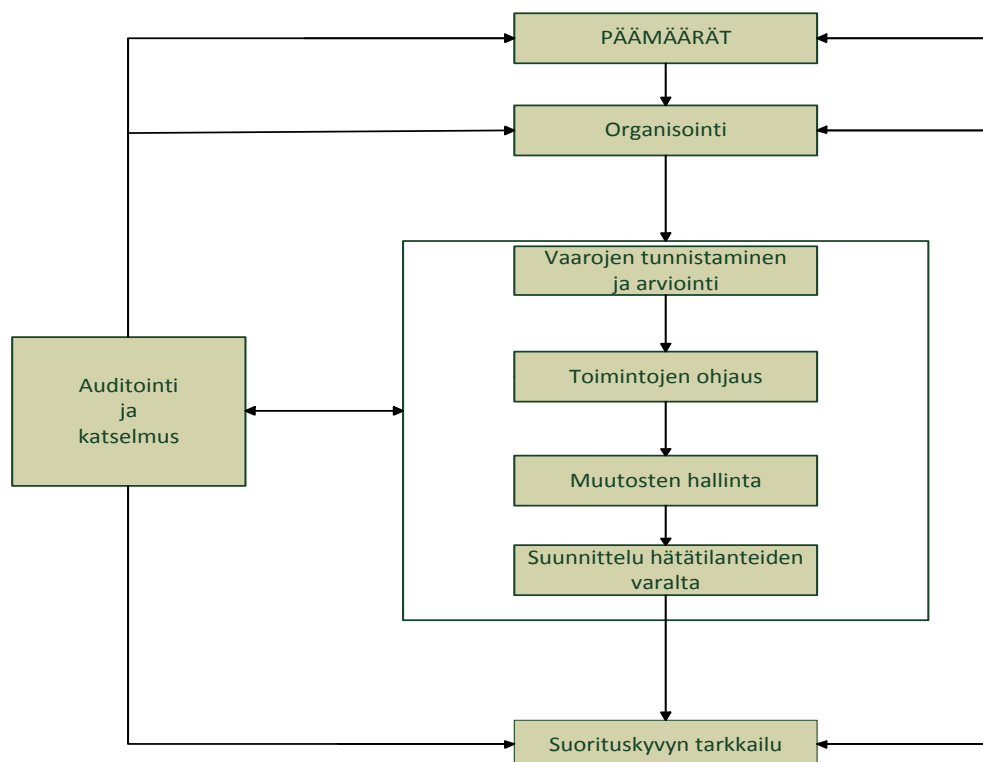 PÄÄMÄÄRÄT
Organisointi
Vaarojen tunnistaminen
ja arviointi
Toimintojen ohjaus
Auditointi
ja
katselmus
Muutosten hallinta
Suunnittelu hätätilanteiden
varalta
Suorituskyvyn tarkkailu